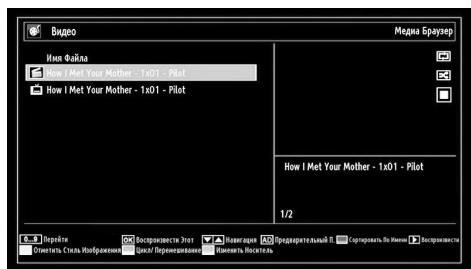 Видео
Медиа Браузер
Имя Файла
How I Met Your Mother - 1x01 - Pilot
How I Met Your Mother - 1x01 - Pilot
How I Met Your Mother - 1x01 - Pilot
1/2
0...9 Перейти OK Воспроизвести Этот Навигация AD Предварительный П. Сортировать По Имени Воспроизвести
Отметить Стиль Изображения Цикл/ Перемешивание Изменить Носитель